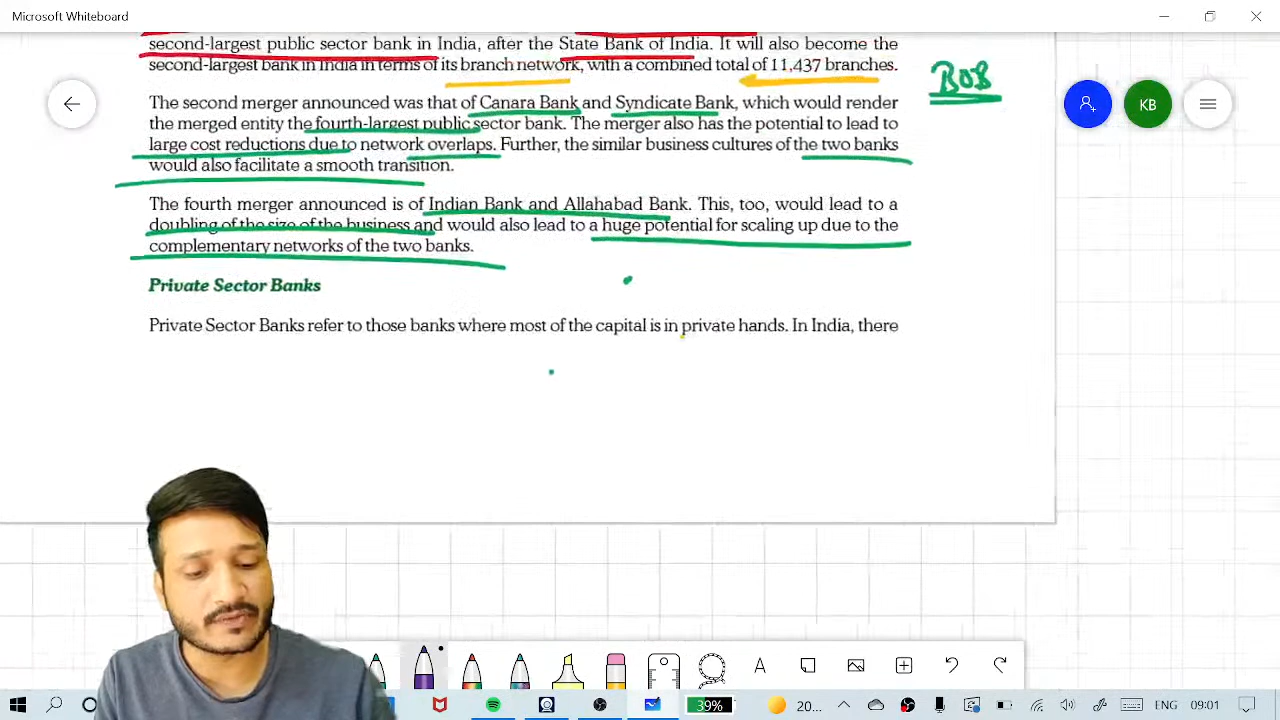 Microsoft Whiteboard
second-largest public sector bank in India, after the State Bank of India. It will also become the
second-largest bank in India in terms of its branch network, with a combined total of 11,437 branches.
BOB
KB
The second merger announced was that of Canara Bank and Syndicate Bank, which would render
the merged entity the fourth-largest public sector bank. The merger also has the potential to lead to
large cost reductions due to network overlaps. Further, the similar business cultures of the two banks
would also facilitate a smooth transition.
The fourth merger announced is of Indian Bank and Allahabad Bank. This, too, would lead to a
doubling of the size of the business and would also lead to a huge potential for scaling up due to the
complementary networks of the two banks.
Private Sector Banks
Private Sector Banks refer to those banks where most of the capital is in private hands. In India, there
A
39%
20...
ENG
09:01